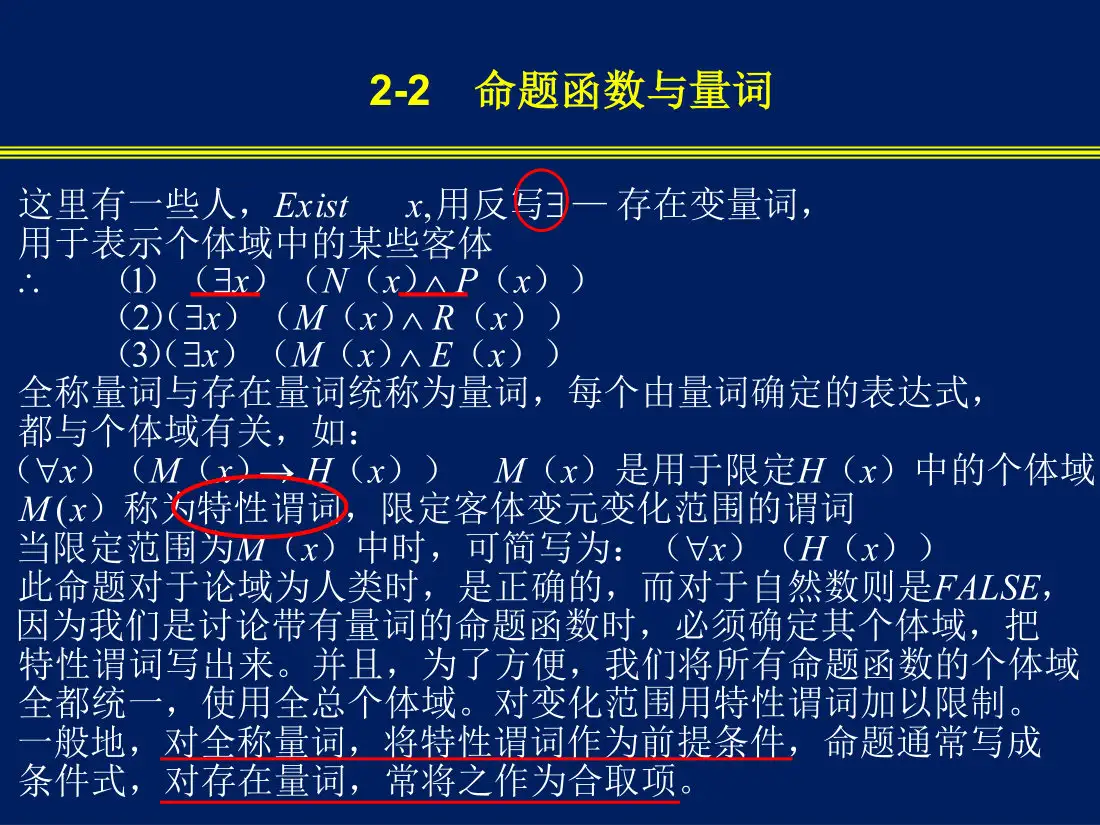 2-2 命题函数与量词
这里有一些人，Exist x,用反写∃— 存在变量词，
用于表示个体域中的某些客体
∴ (1) （∃x）（N（x）∧ P（x））
（2）（∃x）（M（x）∧ R（x））
（3）（∃x）（M（x）∧ E（x））
全称量词与存在量词统称为量词，每个由量词确定的表达式，
都与个体域有关，如：
（∀x）（M（x）→ H（x）） M（x）是用于限定H（x）中的个体域
M (x）称为特性谓词，限定客体变元变化范围的谓词
当限定范围为M（x）中时，可简写为：（∀x）（H（x））
此命题对于论域为人类时，是正确的，而对于自然数则是FALSE，
因为我们是讨论带有量词的命题函数时，必须确定其个体域，把
特性谓词写出来。并且，为了方便，我们将所有命题函数的个体域
全都统一，使用全总个体域。对变化范围用特性谓词加以限制。
一般地，对全称量词，将特性谓词作为前提条件，命题通常写成
条件式，对存在量词，常将之作为合取项。